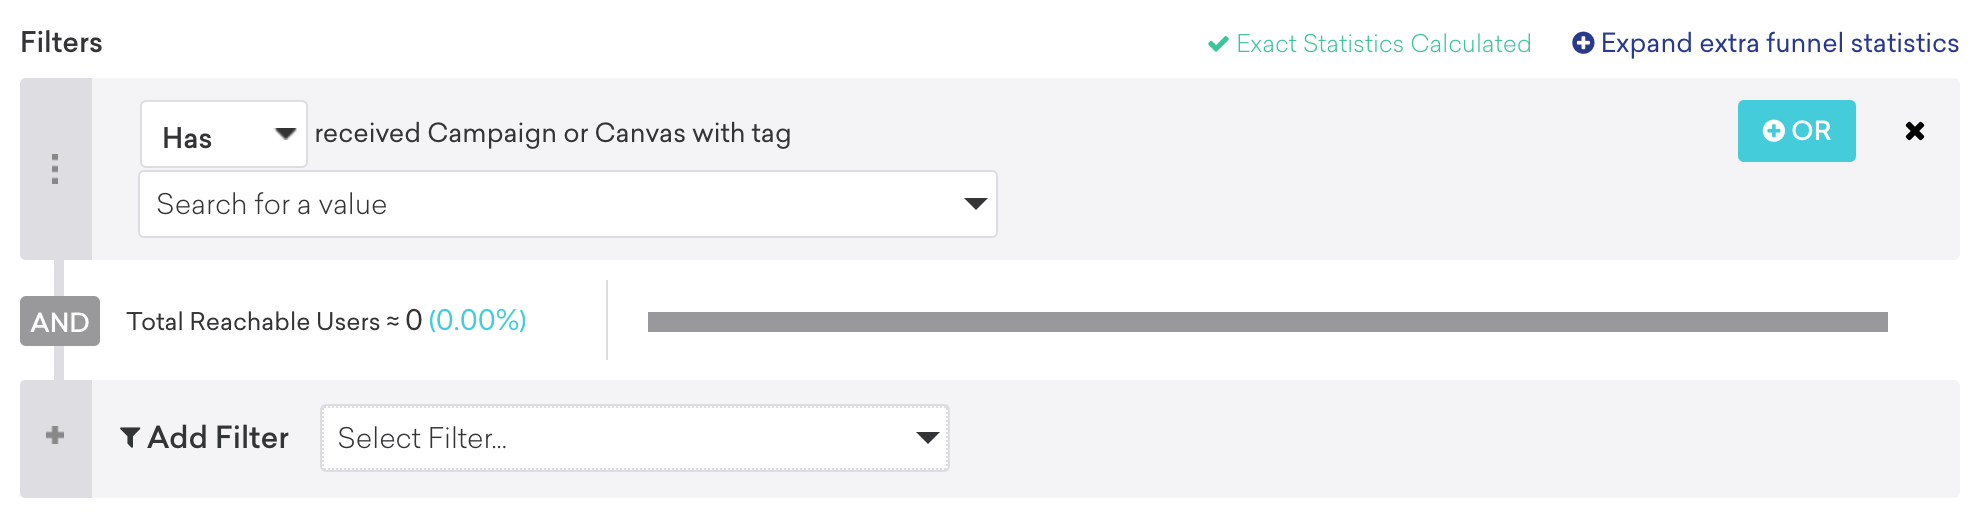 Filters
Exact Statistics Calculated
Expand extra funnel statistics
Has received Campaign or Canvas with tag
OR
Search for a value
AND Total Reachable Users ≈ 0 (0.00%)
Add Filter Select Filter...